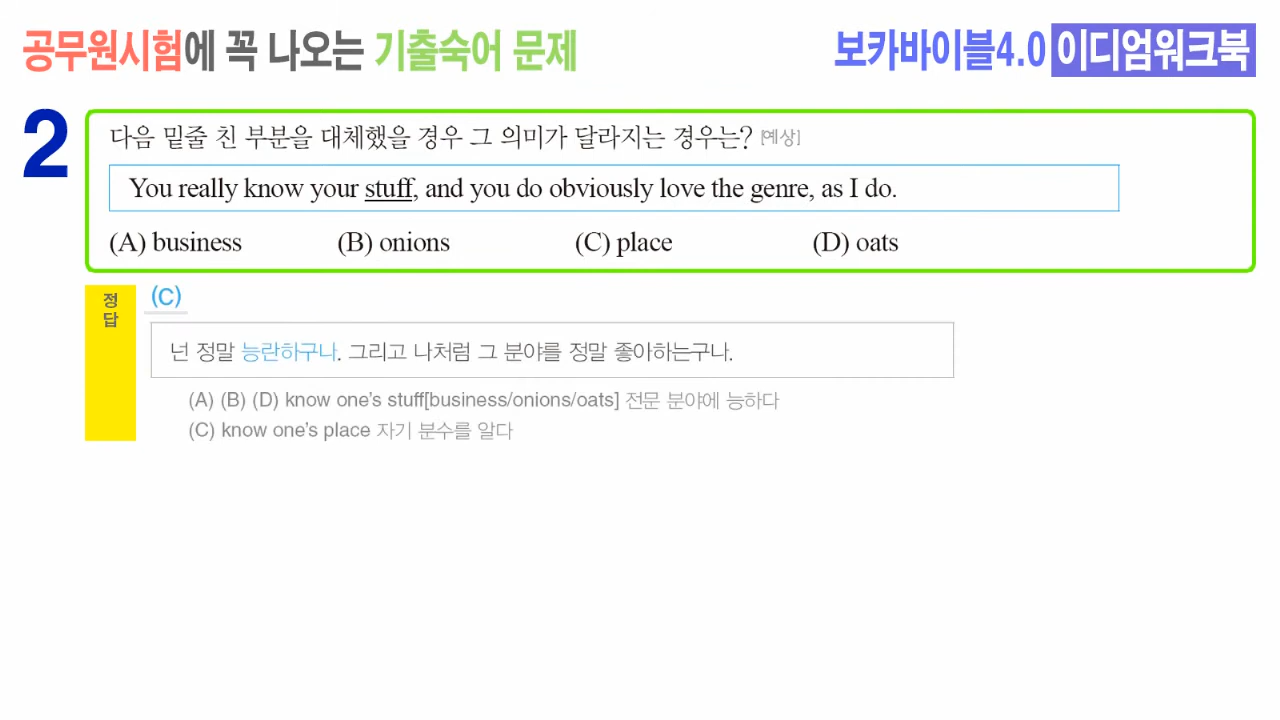 공무원시험에 꼭 나오는 기출숙어 문제
보카바이블4.0 이디엄워크북
2
다음 밑줄 친 부분을 대체했을 경우 그 의미가 달라지는 경우는? [예상]
You really know your stuff, and you do obviously love the genre, as I do.
(A) business (B) onions (C) place (D) oats
정답
(C)
넌 정말 능란하구나. 그리고 나처럼 그 분야를 정말 좋아하는구나.
(A) (B) (D) know one's stuff[business/onions/oats] 전문 분야에 능하다
(C) know one's place 자기 분수를 알다